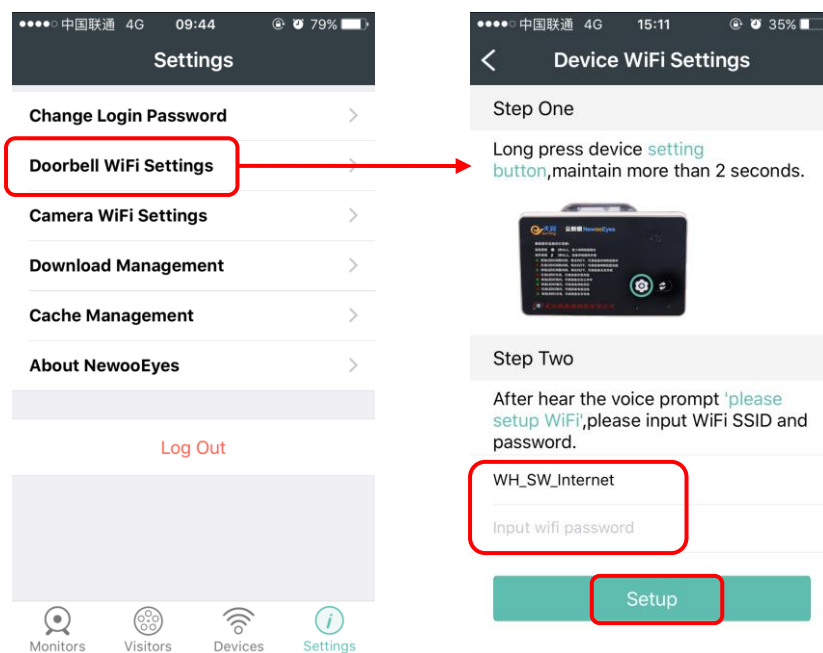 中国联通 4G 09:44 79%
Settings
Change Login Password
Doorbell WiFi Settings
Camera WiFi Settings
Download Management
Cache Management
About NewooEyes
Log Out
Monitors Visitors Devices Settings
中国联通 4G 15:11 35%
Device WiFi Settings
Step One
Long press device setting
button,maintain more than 2 seconds.
NewooEyes
Step Two
After hear the voice prompt 'please
setup WiFi',please input WiFi SSID and
password.
WH_SW_Internet
Input wifi password
Setup